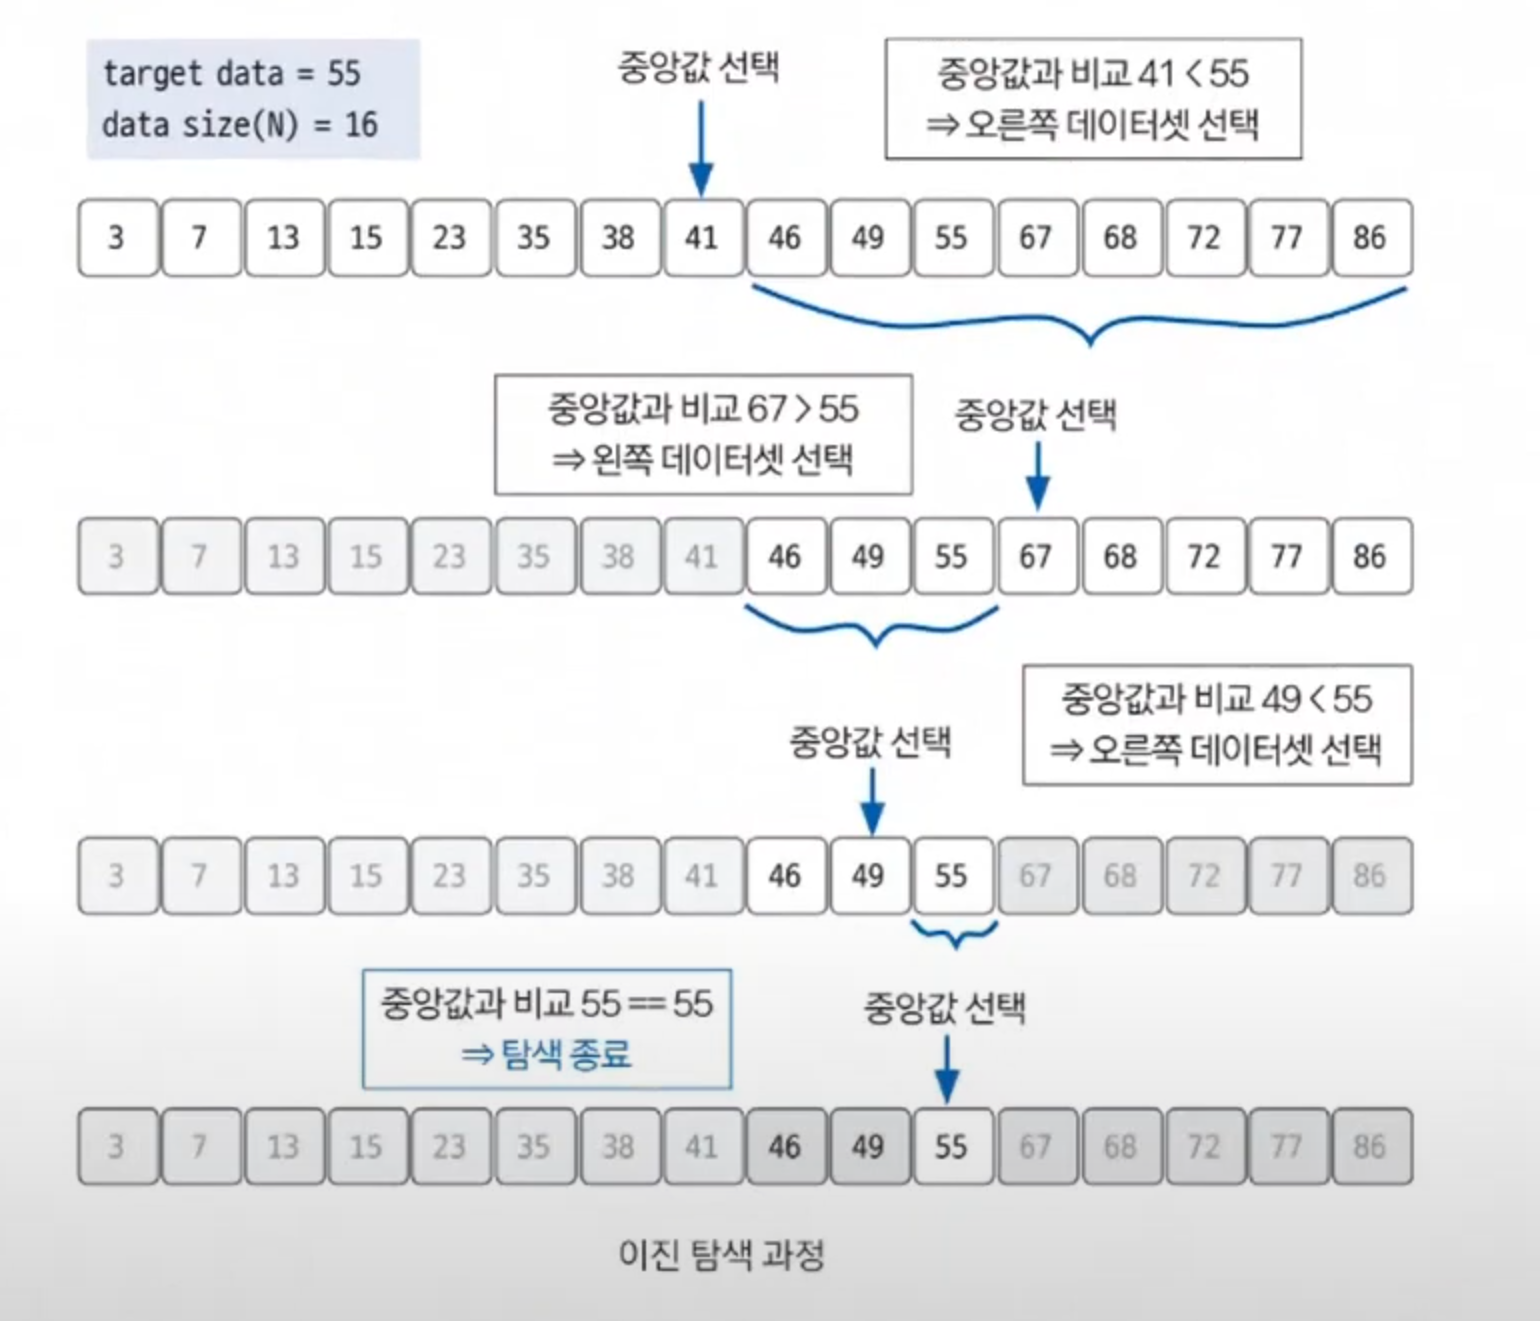 target data = 55
data size(N) = 16
중앙값 선택
중앙값과 비교 41 < 55
⇒ 오른쪽 데이터셋 선택
3 7 13 15 23 35 38 41 46 49 55 67 68 72 77 86
중앙값과 비교 67 > 55
⇒ 왼쪽 데이터셋 선택
중앙값 선택
3 7 13 15 23 35 38 41 46 49 55 67 68 72 77 86
중앙값 선택
중앙값과 비교 49 < 55
⇒ 오른쪽 데이터셋 선택
3 7 13 15 23 35 38 41 46 49 55 67 68 72 77 86
중앙값과 비교 55 == 55
⇒ 탐색 종료
중앙값 선택
3 7 13 15 23 35 38 41 46 49 55 67 68 72 77 86
이진 탐색 과정